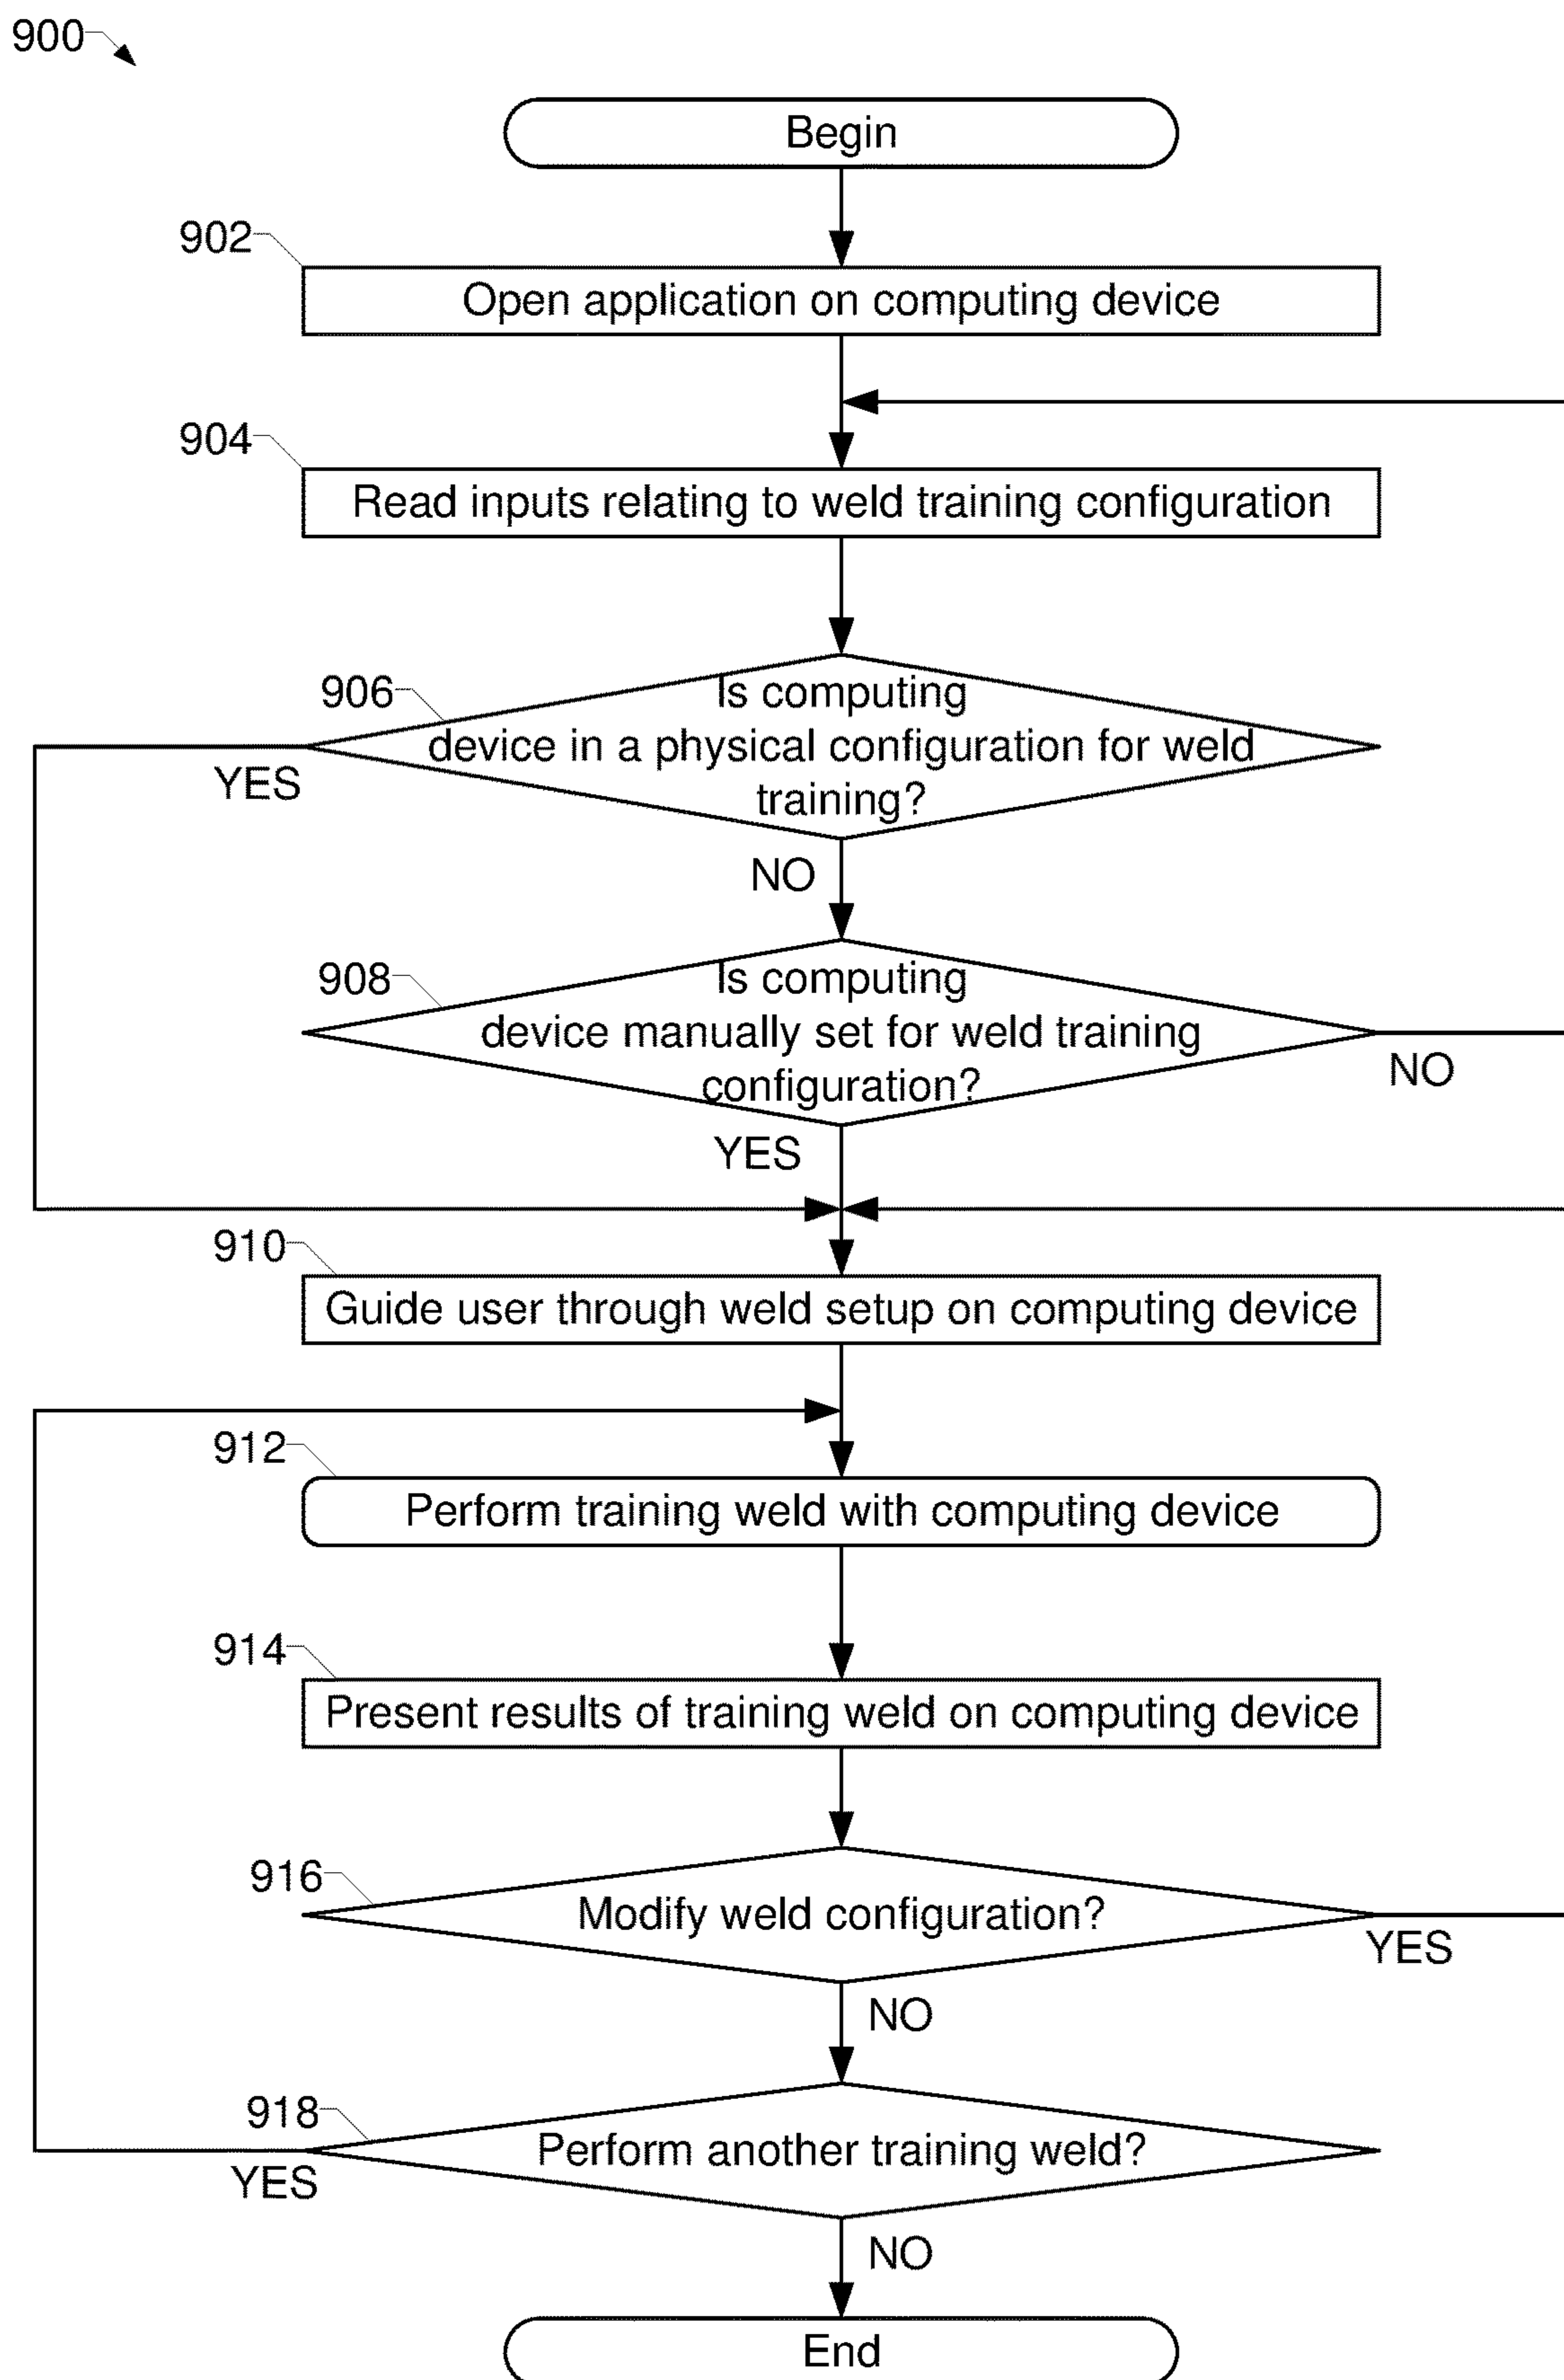 900
Begin
902
Open application on computing device
904
Read inputs relating to weld training configuration
906
Is computing
device in a physical configuration for weld
training?
YES
NO
908
Is computing
device manually set for weld training
configuration?
NO
YES
910
Guide user through weld setup on computing device
912
Perform training weld with computing device
914
Present results of training weld on computing device
916
Modify weld configuration?
YES
NO
918
Perform another training weld?
YES
NO
End